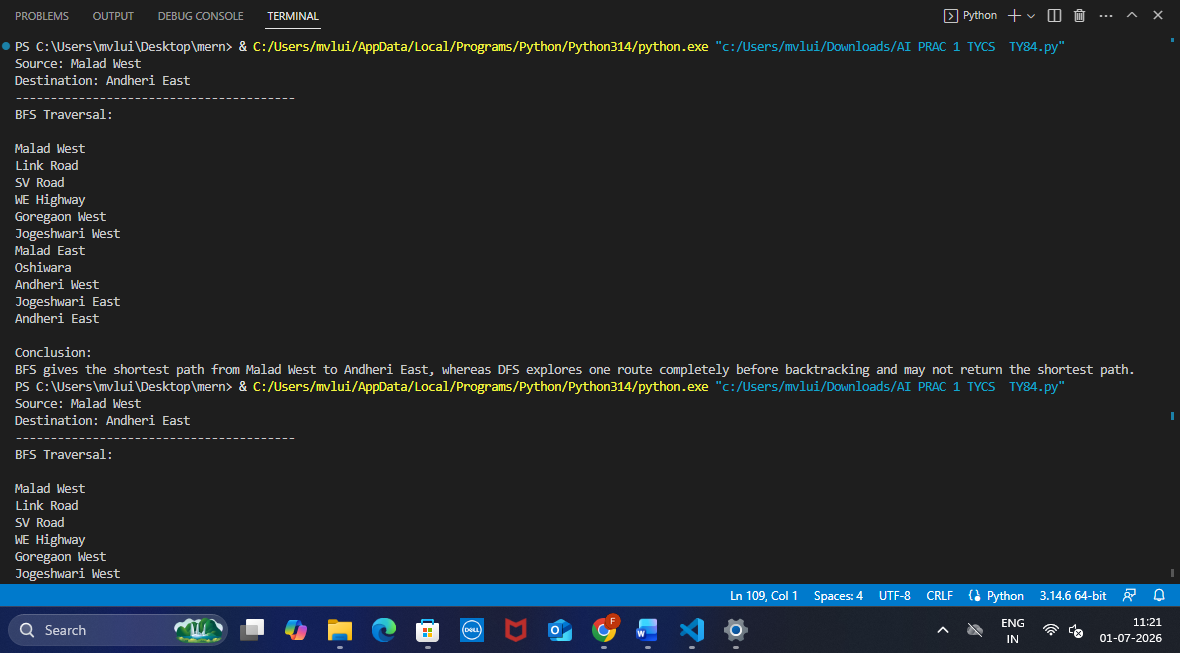 PROBLEMS OUTPUT DEBUG CONSOLE TERMINAL Python
PS C:\Users\mvlui\Desktop\mern> & C:/Users/mvlui/AppData/Local/Programs/Python/Python314/python.exe "c:/Users/mvlui/Downloads/AI PRAC 1 TYCS  TY84.py"
Source: Malad West
Destination: Andheri East
----------------------------------------
BFS Traversal:
Malad West
Link Road
SV Road
WE Highway
Goregaon West
Jogeshwari West
Malad East
Oshiwara
Andheri West
Jogeshwari East
Andheri East
Conclusion:
BFS gives the shortest path from Malad West to Andheri East, whereas DFS explores one route completely before backtracking and may not return the shortest path.
PS C:\Users\mvlui\Desktop\mern> & C:/Users/mvlui/AppData/Local/Programs/Python/Python314/python.exe "c:/Users/mvlui/Downloads/AI PRAC 1 TYCS  TY84.py"
Source: Malad West
Destination: Andheri East
----------------------------------------
BFS Traversal:
Malad West
Link Road
SV Road
WE Highway
Goregaon West
Jogeshwari West
Ln 109, Col 1 Spaces: 4 UTF-8 CRLF Python 3.14.6 64-bit
Search DELL F ENG 11:21
IN 01-07-2026